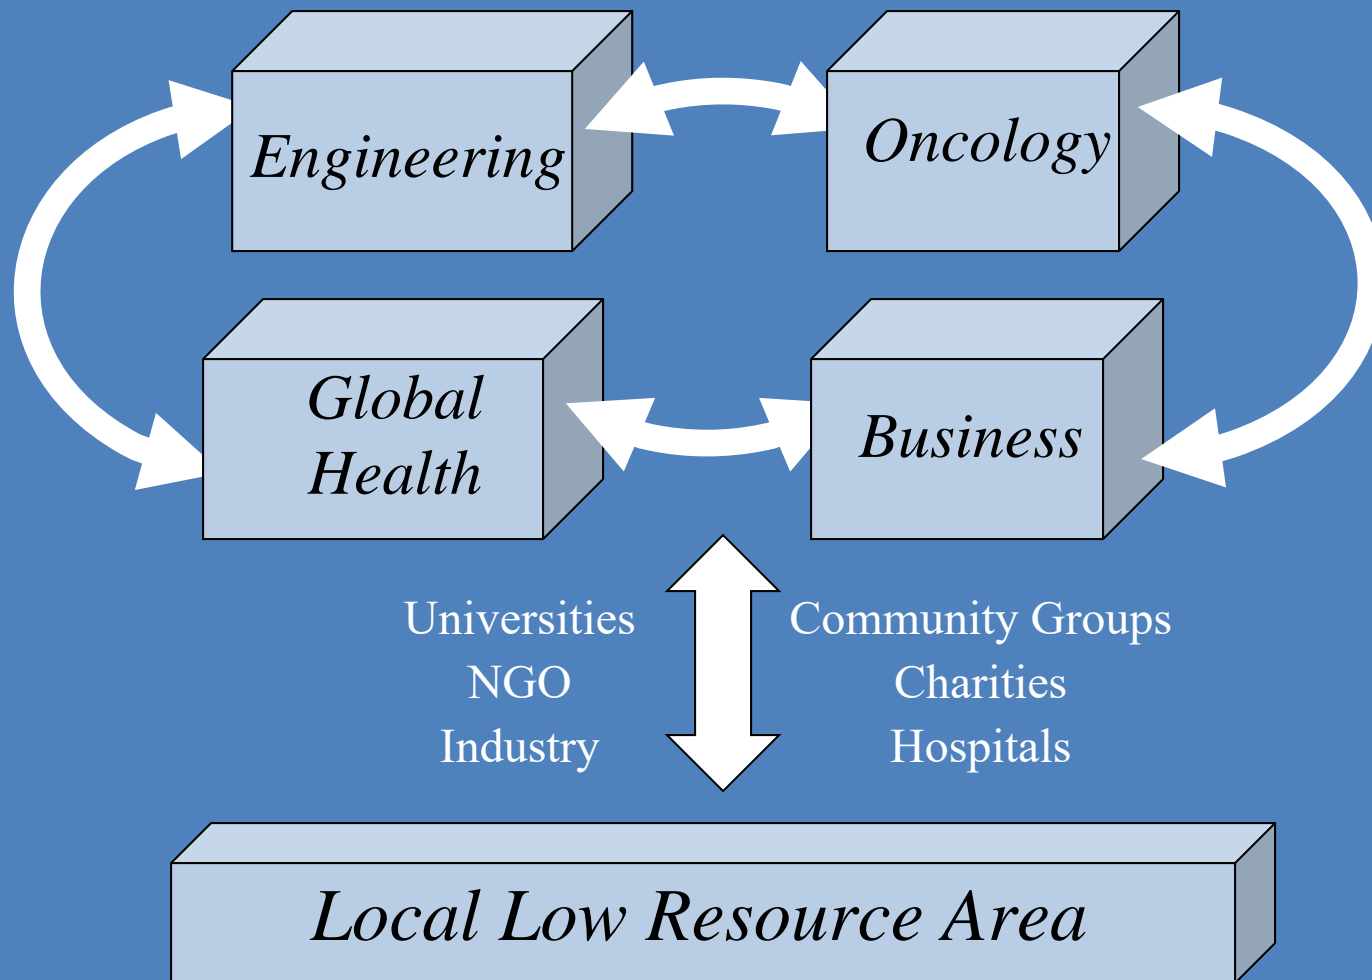 Engineering
Oncology
Global
Health
Business
Universities
NGO
Industry
Community Groups
Charities
Hospitals
Local Low Resource Area